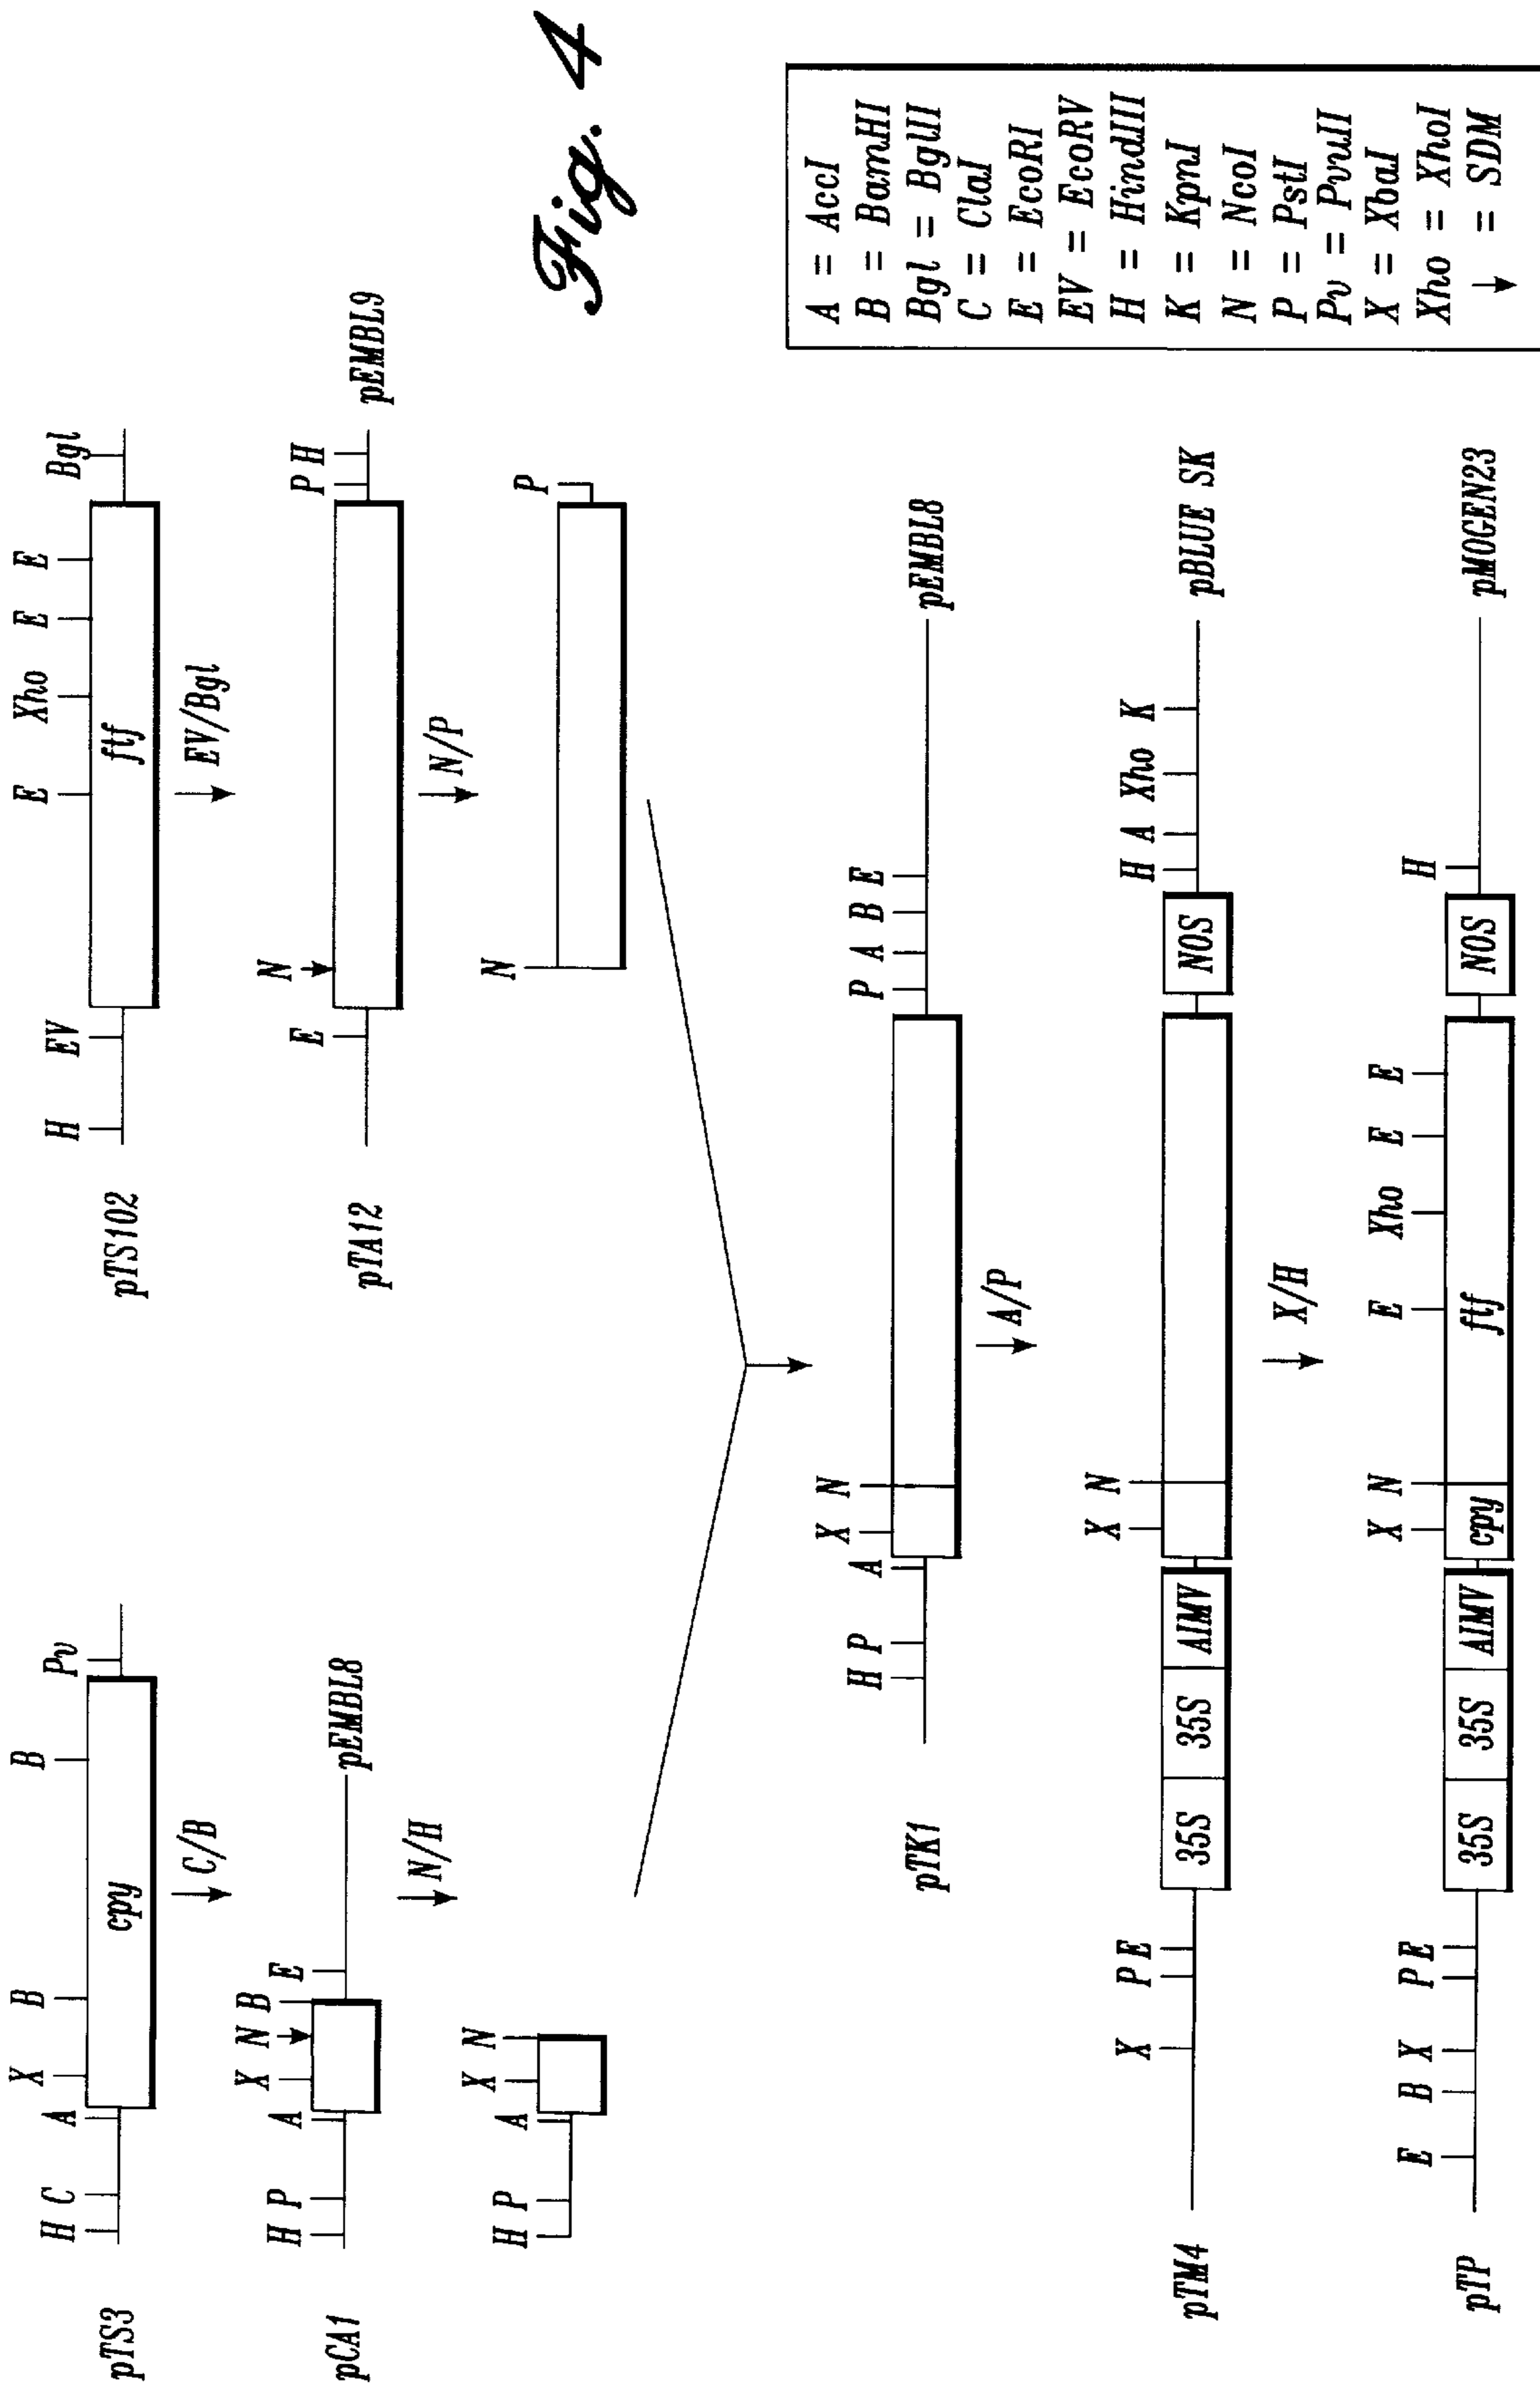 Fig. 4
pTS3
H C A X B B Pv
cpy
C/B
pCA1
H P A X N B E
pEMBL8
N/H
H P A X N
pTS102
H EV E Xho E E Bgl
ftf
EV/Bgl
pTA12
E N P H
pEMBL9
N/P
N P
pTK1
H P A X N P A B E
pEMBL8
A/P
pTM4
X P E X N H A Xho K
35S 35S AIMV NOS
pBLUE SK
X/H
pTP
E B X P E X N E Xho E E H
35S 35S AIMV cpy ftf NOS
pMOGEN23
A = AccI
B = BamHI
Bgl = BglII
C = ClaI
E = EcoRI
EV = EcoRV
H = HindIII
K = KpnI
N = NcoI
P = PstI
Pv = PvuII
X = XbaI
Xho = XhoI
↓ = SDM